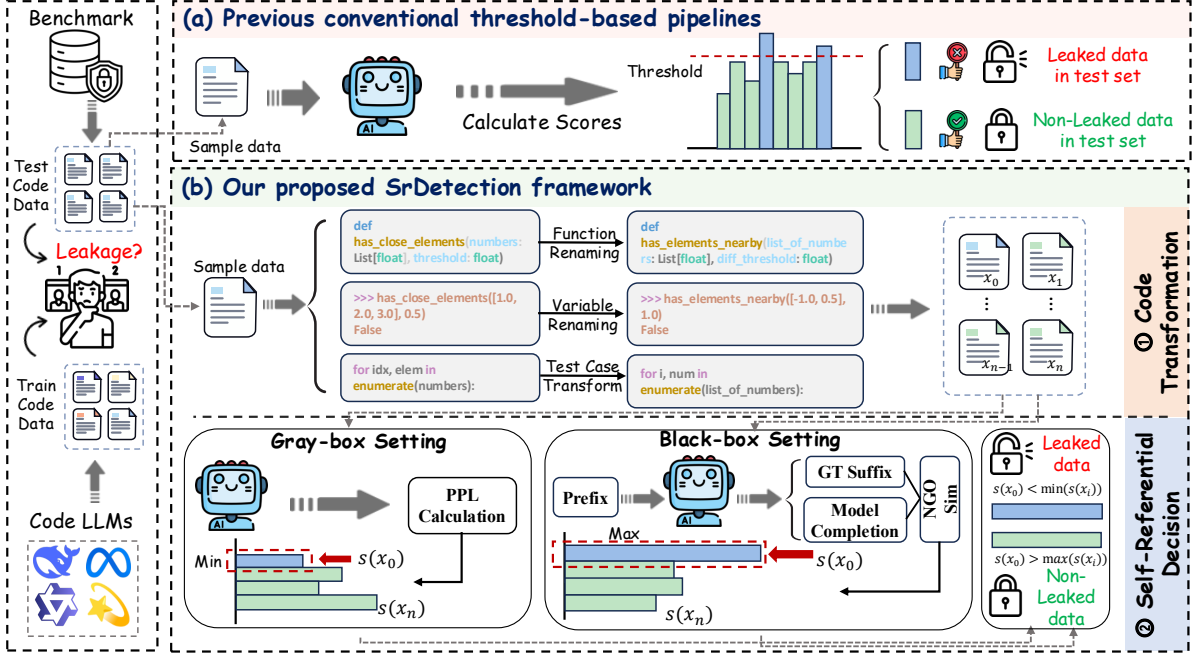 Benchmark
Test
Code
Data
Leakage?
1 2
Train
Code
Data
Code LLMs
(a) Previous conventional threshold-based pipelines
Sample data
AI
Calculate Scores
Threshold
Leaked data
in test set
Non-Leaked data
in test set
(b) Our proposed SrDetection framework
Sample data
def
has_close_elements(numbers:
List[float], threshold: float)
Function
Renaming
def
has_elements_nearby(list_of_numbe
rs: List[float], diff_threshold: float)
>>> has_close_elements([1.0,
2.0, 3.0], 0.5)
False
Variable
Renaming
>>> has_elements_nearby([-1.0, 0.5],
1.0)
False
for idx, elem in
enumerate(numbers):
Test Case
Transform
for i, num in
enumerate(list_of_numbers):
x0 x1
⋮ ⋮
xn−1 xn
① Code
Transformation
Gray-box Setting
AI
PPL
Calculation
Min
s(x0)
s(xn)
Black-box Setting
Prefix
AI
GT Suffix
Model
Completion
NGO
Sim
Max
s(x0)
s(xn)
Leaked
data
s(x0) < min(s(xi))
s(x0) > max(s(xi))
Non-
Leaked
data
② Self-Referential
Decision